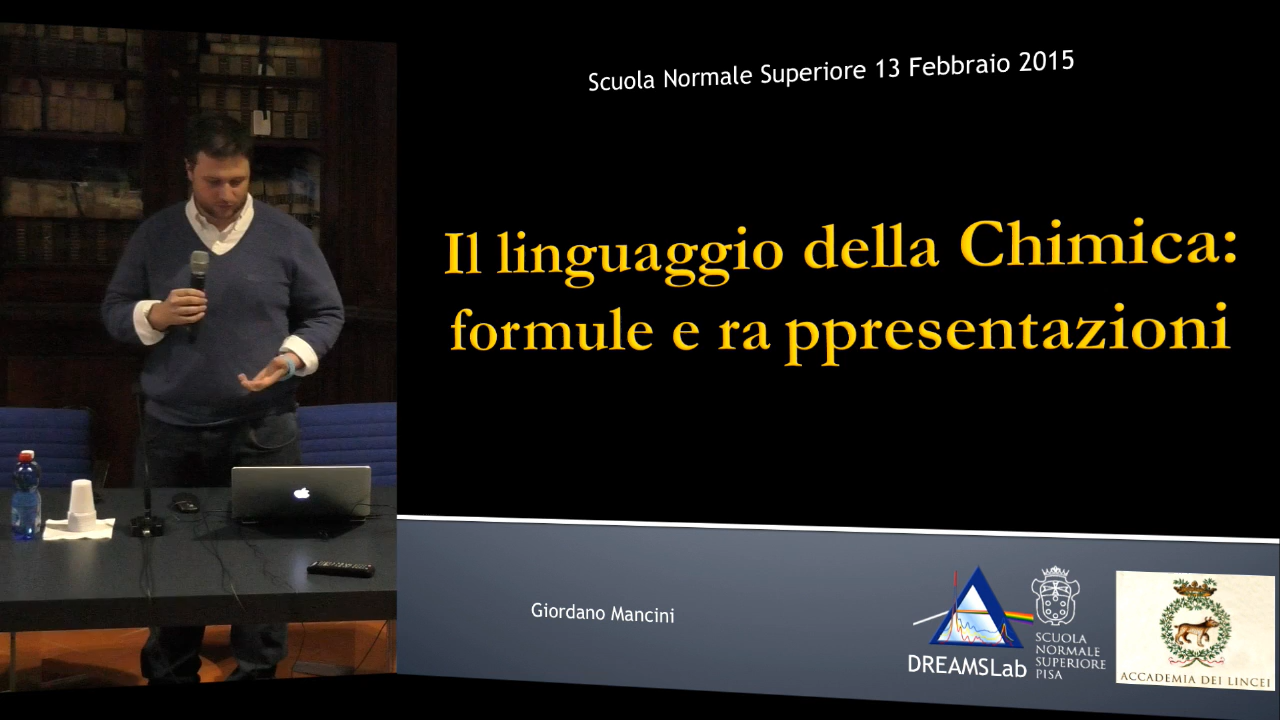 Scuola Normale Superiore 13 Febbraio 2015
Il linguaggio della Chimica:
formule e ra ppresentazioni
Giordano Mancini
DREAMSLab
SCUOLA
NORMALE
SUPERIORE
PISA
ACCADEMIA DEI LINCEI